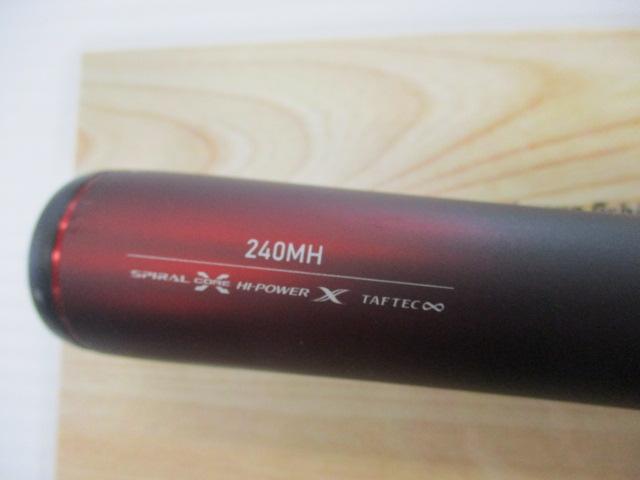 240MH
SPIRAL CORE X HI-POWER X TAFTEC∞